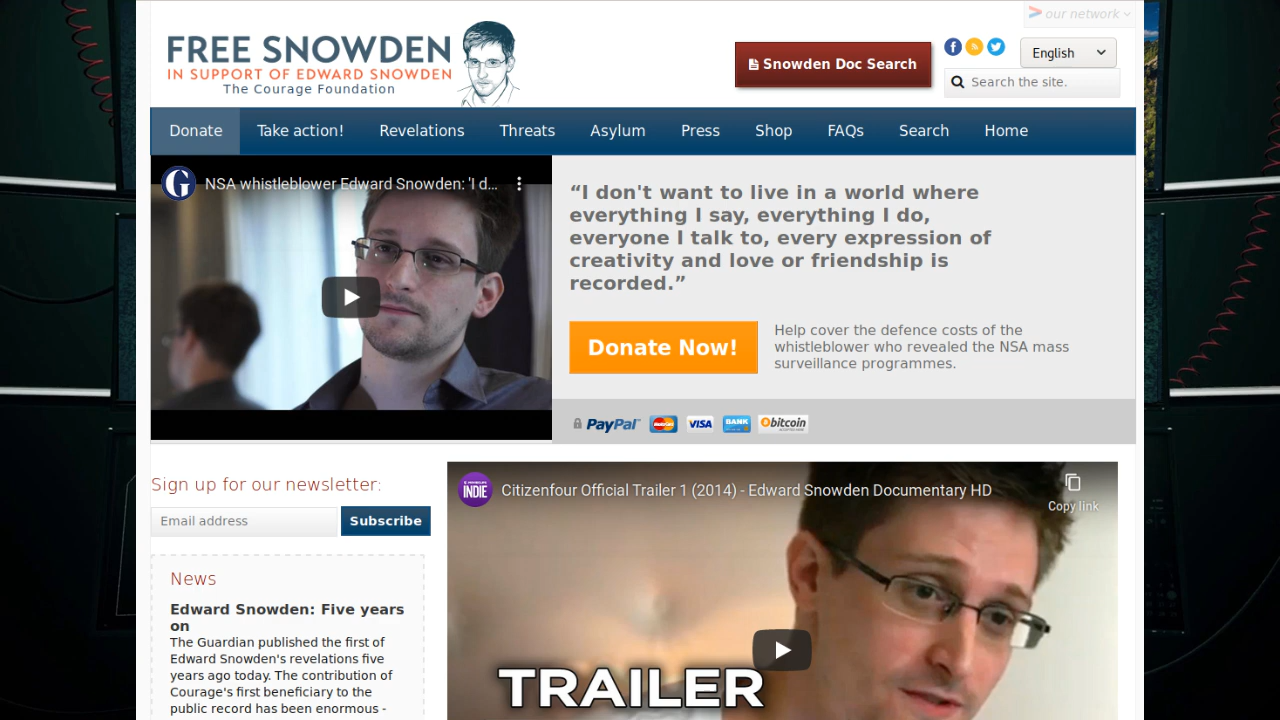 our network
FREE SNOWDEN
IN SUPPORT OF EDWARD SNOWDEN
The Courage Foundation
Snowden Doc Search
f
English
Search the site.
Donate Take action! Revelations Threats Asylum Press Shop FAQs Search Home
G
NSA whistleblower Edward Snowden: 'I d...
“I don't want to live in a world where
everything I say, everything I do,
everyone I talk to, every expression of
creativity and love or friendship is
recorded.”
Donate Now!
Help cover the defence costs of the
whistleblower who revealed the NSA mass
surveillance programmes.
PayPal MasterCard VISA BANK bitcoin
Sign up for our newsletter:
Email address
Subscribe
News
Edward Snowden: Five years
on
The Guardian published the first of
Edward Snowden's revelations five
years ago today. The contribution of
Courage's first beneficiary to the
public record has been enormous -
INDIE
Citizenfour Official Trailer 1 (2014) - Edward Snowden Documentary HD
Copy link
TRAILER